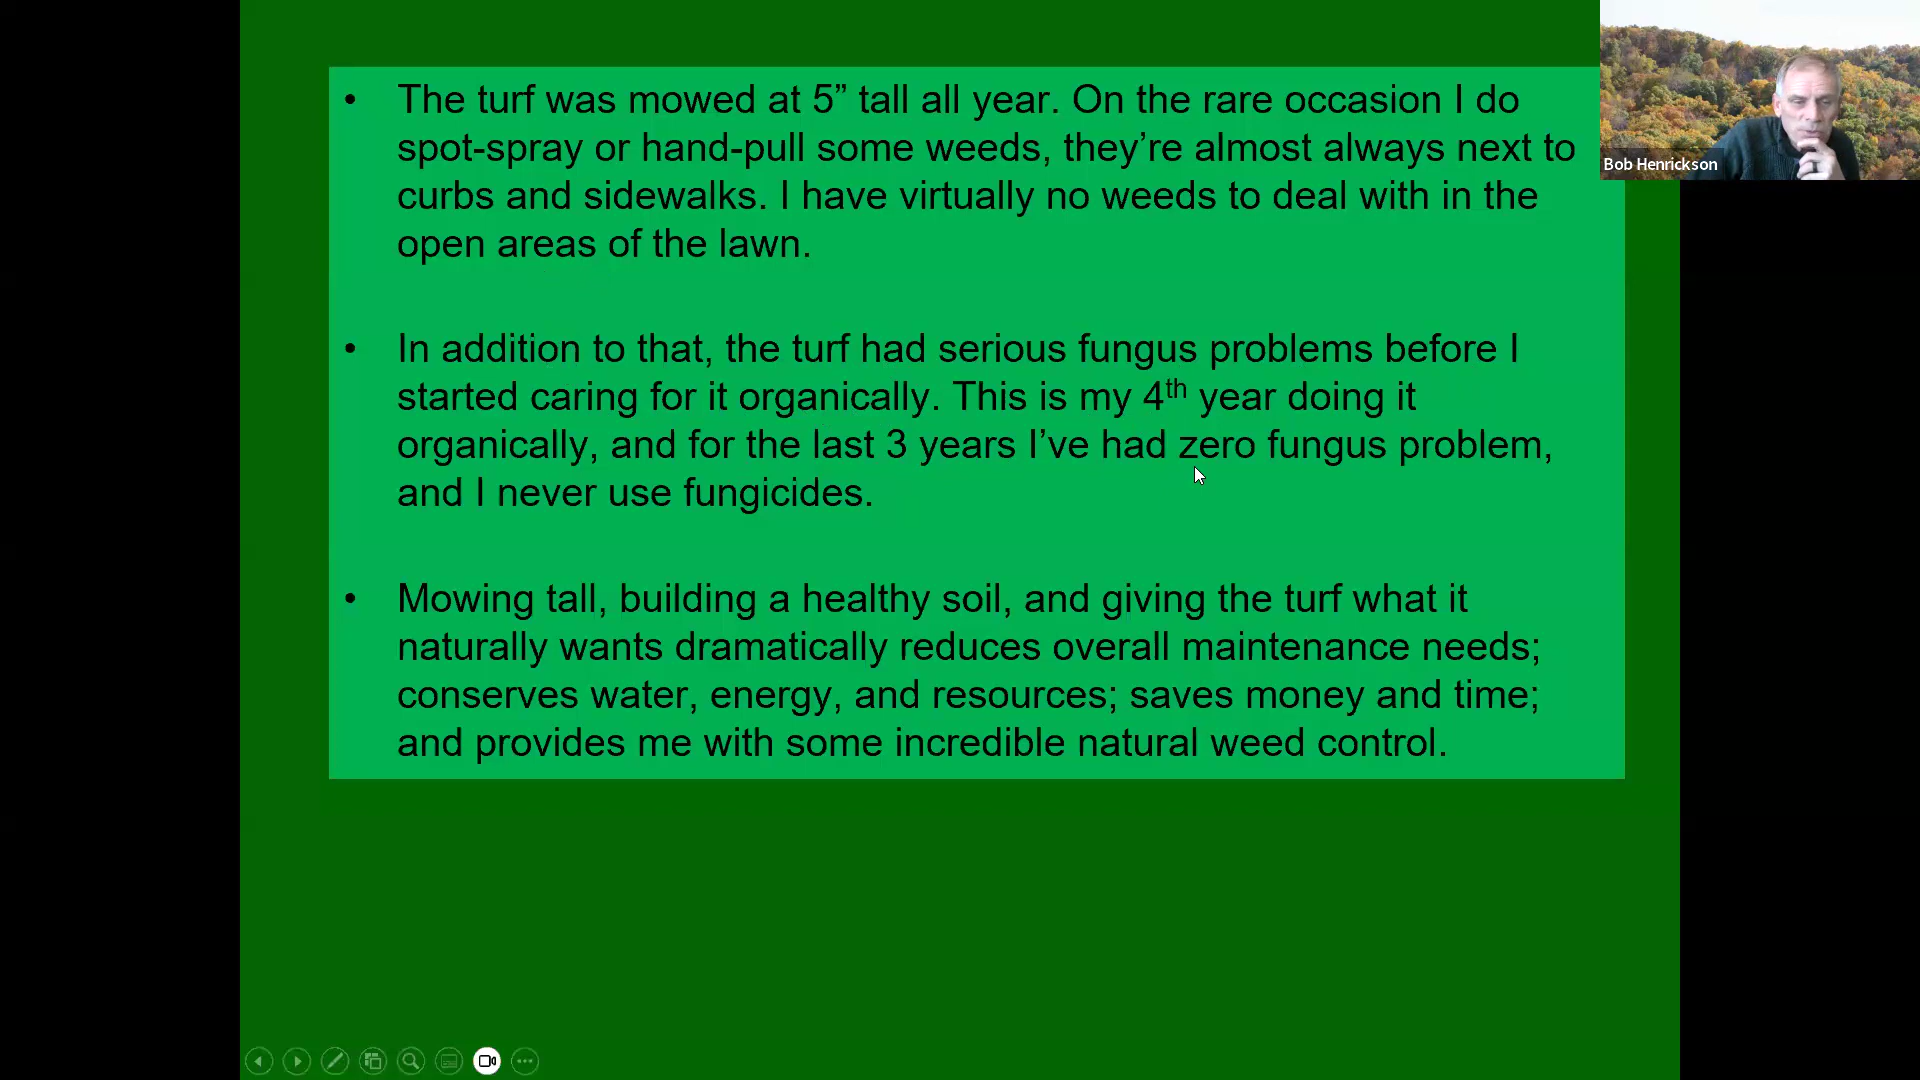 • The turf was mowed at 5” tall all year. On the rare occasion I do
spot-spray or hand-pull some weeds, they’re almost always next to
curbs and sidewalks. I have virtually no weeds to deal with in the
open areas of the lawn.
• In addition to that, the turf had serious fungus problems before I
started caring for it organically. This is my 4th year doing it
organically, and for the last 3 years I’ve had zero fungus problem,
and I never use fungicides.
• Mowing tall, building a healthy soil, and giving the turf what it
naturally wants dramatically reduces overall maintenance needs;
conserves water, energy, and resources; saves money and time;
and provides me with some incredible natural weed control.
Bob Henrickson